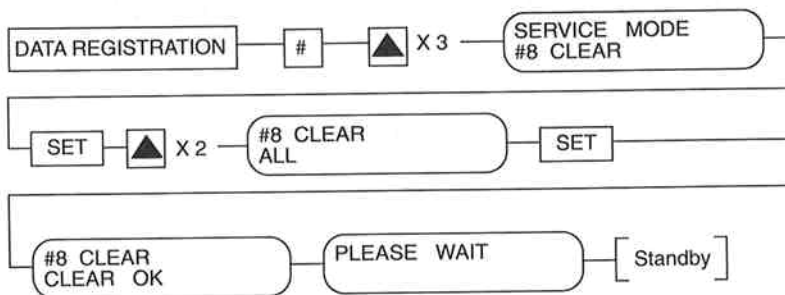 DATA REGISTRATION # ▲ X 3 SERVICE MODE
#8 CLEAR
SET ▲ X 2 #8 CLEAR
ALL
SET
#8 CLEAR
CLEAR OK
PLEASE WAIT
[Standby]